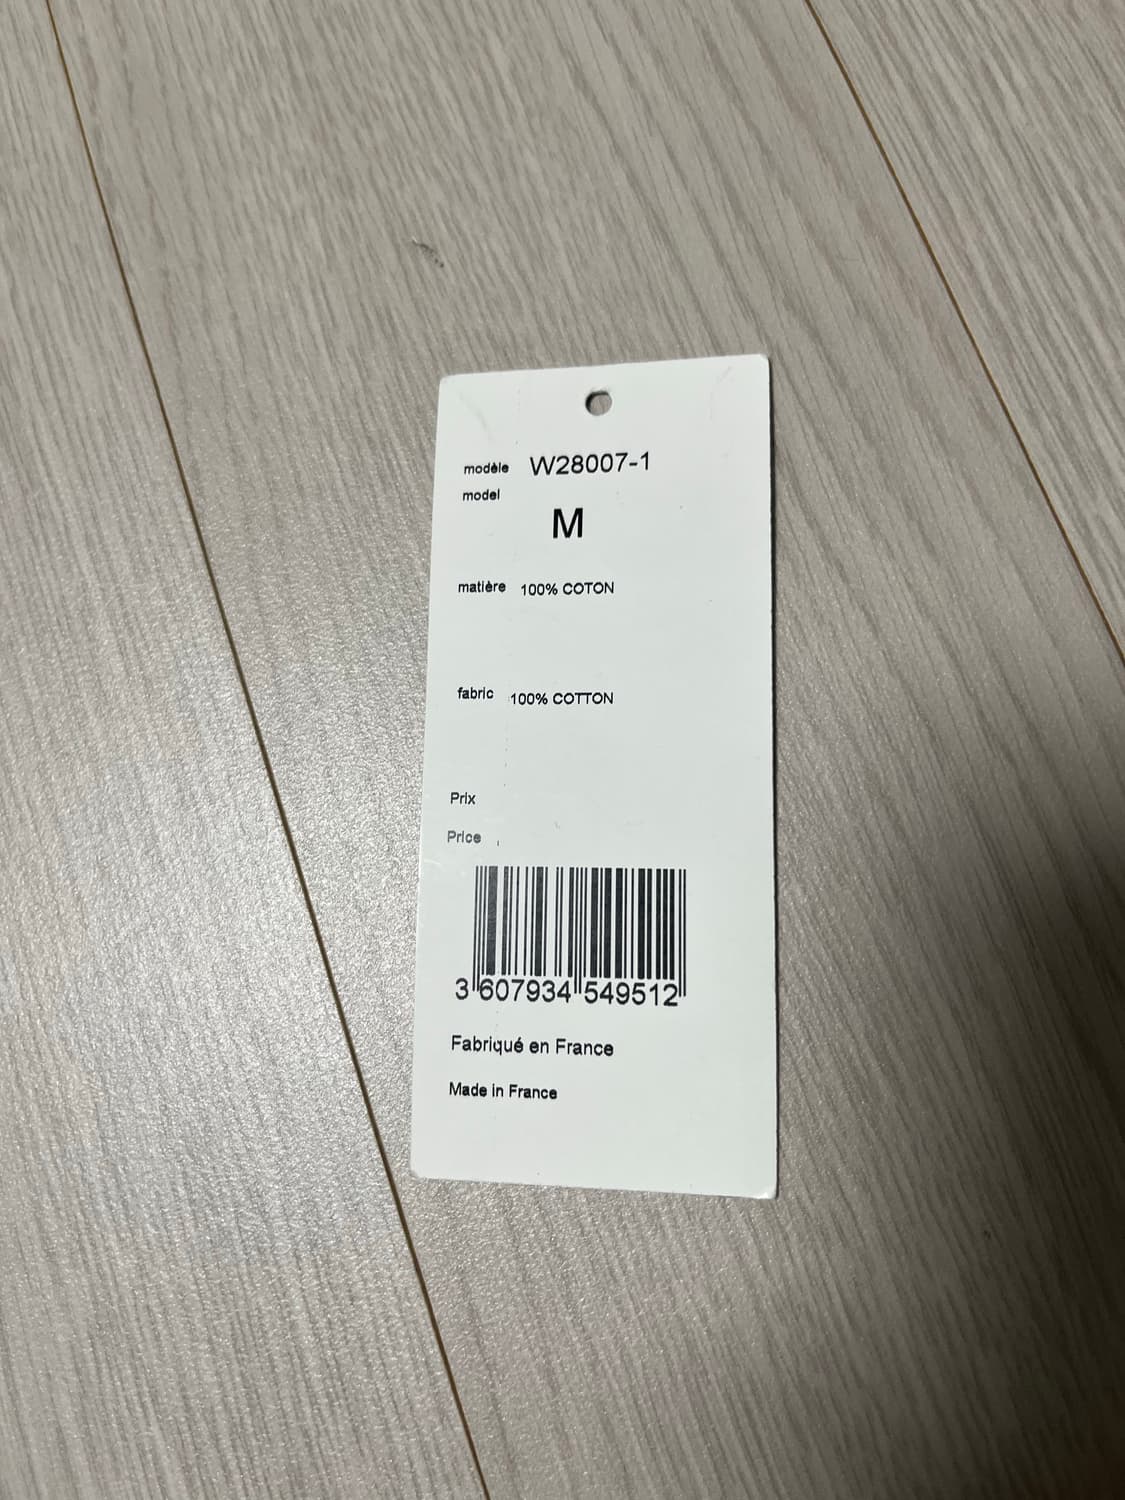 modèle W28007-1
model
M
matière 100% COTON
fabric 100% COTTON
Prix
Price
3 607934 549512
Fabriqué en France
Made in France